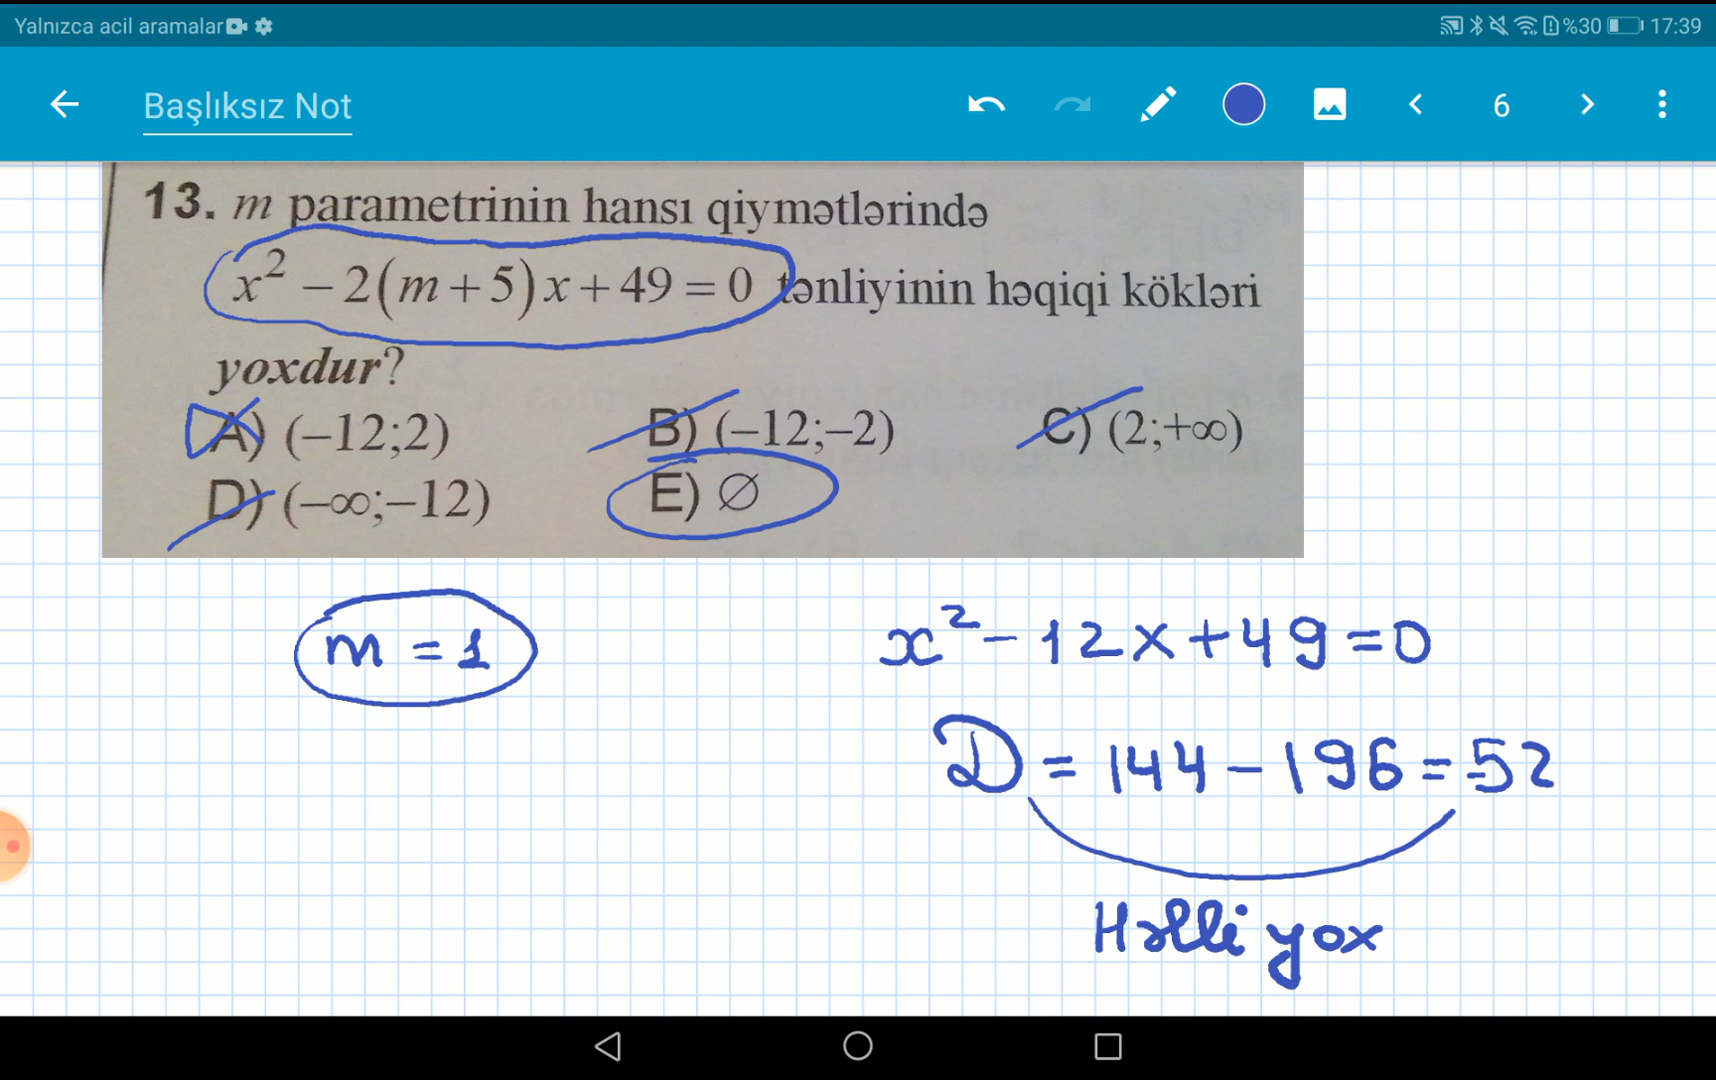 Yalnızca acil aramalar
%30 17:39
Başlıksız Not
6
13. m parametrinin hansı qiymətlərində
x² – 2(m+5)x+49=0 tənliyinin həqiqi kökləri
yoxdur?
A) (–12;2) B) (–12;–2) C) (2;+∞)
D) (–∞;–12) E) ∅
m = 1
x² – 12x+49=0
D = 144 – 196 = -52
Həlli yox